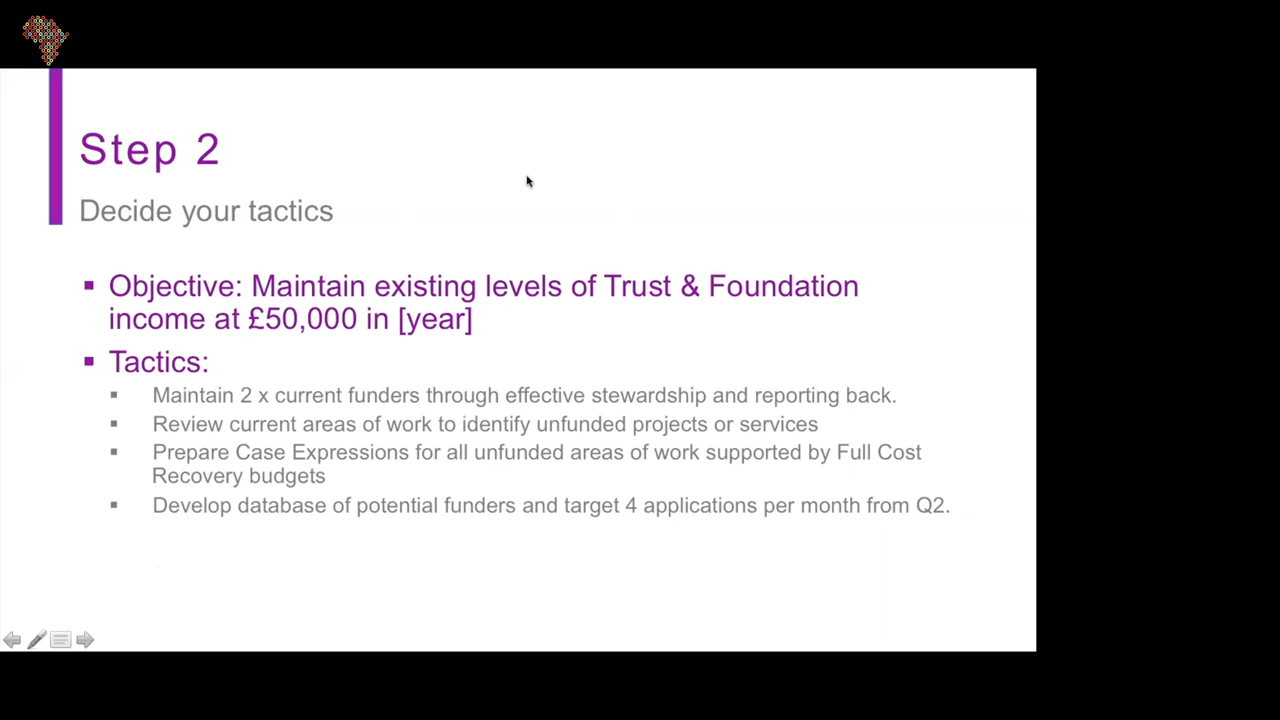 Step 2
Decide your tactics
▪ Objective: Maintain existing levels of Trust & Foundation
income at £50,000 in [year]
▪ Tactics:
▪ Maintain 2 x current funders through effective stewardship and reporting back.
▪ Review current areas of work to identify unfunded projects or services
▪ Prepare Case Expressions for all unfunded areas of work supported by Full Cost
Recovery budgets
▪ Develop database of potential funders and target 4 applications per month from Q2.